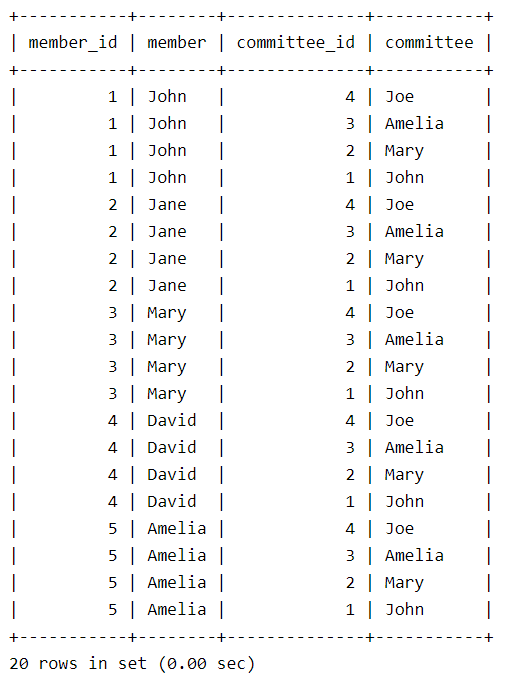 +-----------+--------+--------------+-----------+
| member_id | member | committee_id | committee |
+-----------+--------+--------------+-----------+
|         1 | John   |            4 | Joe       |
|         1 | John   |            3 | Amelia    |
|         1 | John   |            2 | Mary      |
|         1 | John   |            1 | John      |
|         2 | Jane   |            4 | Joe       |
|         2 | Jane   |            3 | Amelia    |
|         2 | Jane   |            2 | Mary      |
|         2 | Jane   |            1 | John      |
|         3 | Mary   |            4 | Joe       |
|         3 | Mary   |            3 | Amelia    |
|         3 | Mary   |            2 | Mary      |
|         3 | Mary   |            1 | John      |
|         4 | David  |            4 | Joe       |
|         4 | David  |            3 | Amelia    |
|         4 | David  |            2 | Mary      |
|         4 | David  |            1 | John      |
|         5 | Amelia |            4 | Joe       |
|         5 | Amelia |            3 | Amelia    |
|         5 | Amelia |            2 | Mary      |
|         5 | Amelia |            1 | John      |
+-----------+--------+--------------+-----------+
20 rows in set (0.00 sec)